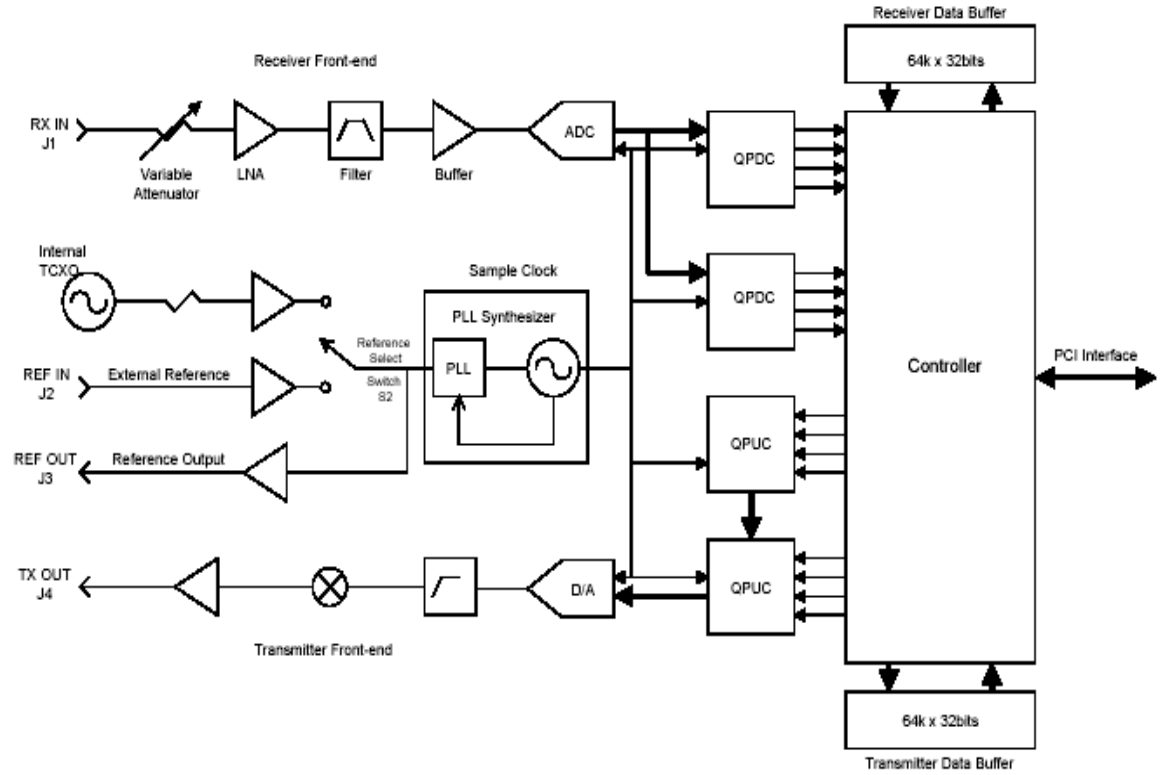 Receiver Data Buffer
64k x 32bits
Receiver Front-end
RX IN
J1
Variable
Attenuator
LNA
Filter
Buffer
ADC
QPDC
Internal
TCXO
Sample Clock
PLL Synthesizer
QPDC
Reference
Select
Switch
S2
PLL
Controller
PCI Interface
REF IN
J2
External Reference
QPUC
REF OUT
J3
Reference Output
TX OUT
J4
D/A
QPUC
Transmitter Front-end
64k x 32bits
Transmitter Data Buffer